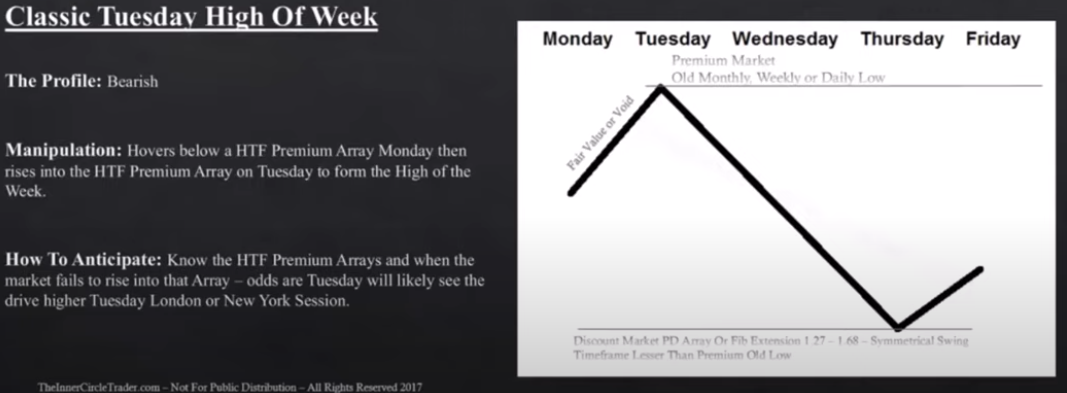 Classic Tuesday High Of Week
The Profile: Bearish
Manipulation: Hovers below a HTF Premium Array Monday then
rises into the HTF Premium Array on Tuesday to form the High of the
Week.
How To Anticipate: Know the HTF Premium Arrays and when the
market fails to rise into that Array – odds are Tuesday will likely see the
drive higher Tuesday London or New York Session.
TheInnerCircleTrader.com – Not For Public Distribution – All Rights Reserved 2017
Monday Tuesday Wednesday Thursday Friday
Premium Market
Old Monthly, Weekly or Daily Low
Fair Value or Void
Discount Market PD Array Or Fib Extension 1 27 – 1.68 – Symmetrical Swing
Timeframe Lesser Than Premium Old Low